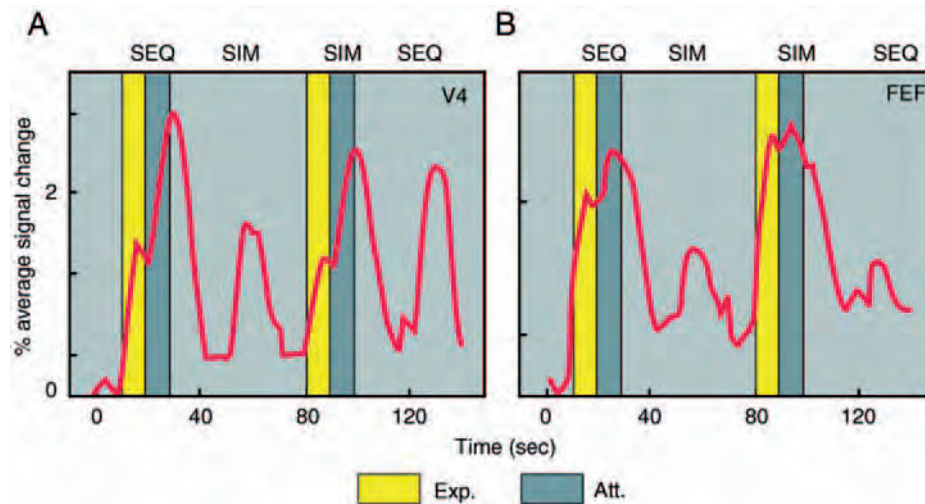 A
B
SEQ SIM SIM SEQ
SEQ SIM SIM SEQ
V4
FEF
% average signal change
2
0
0 40 80 120
0 40 80 120
Time (sec)
Exp. Att.